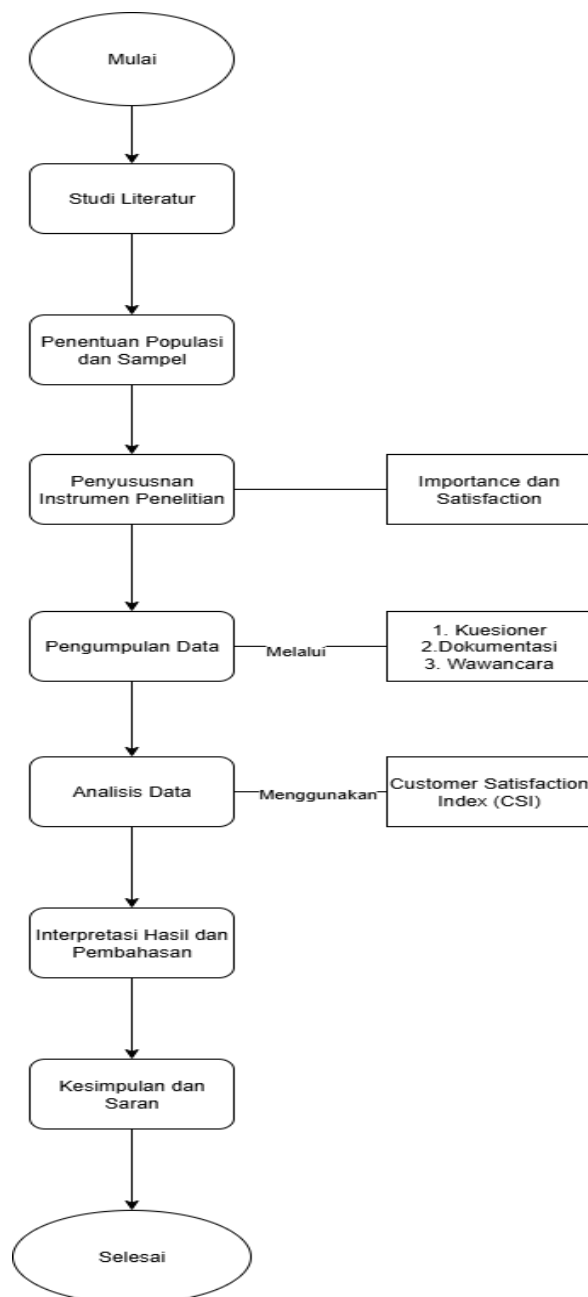 Mulai
Studi Literatur
Penentuan Populasi
dan Sampel
Penyususnan
Instrumen Penelitian
Importance dan
Satisfaction
Pengumpulan Data
Melalui
1. Kuesioner
2.Dokumentasi
3. Wawancara
Analisis Data
Menggunakan
Customer Satisfaction
Index (CSI)
Interpretasi Hasil dan
Pembahasan
Kesimpulan dan
Saran
Selesai